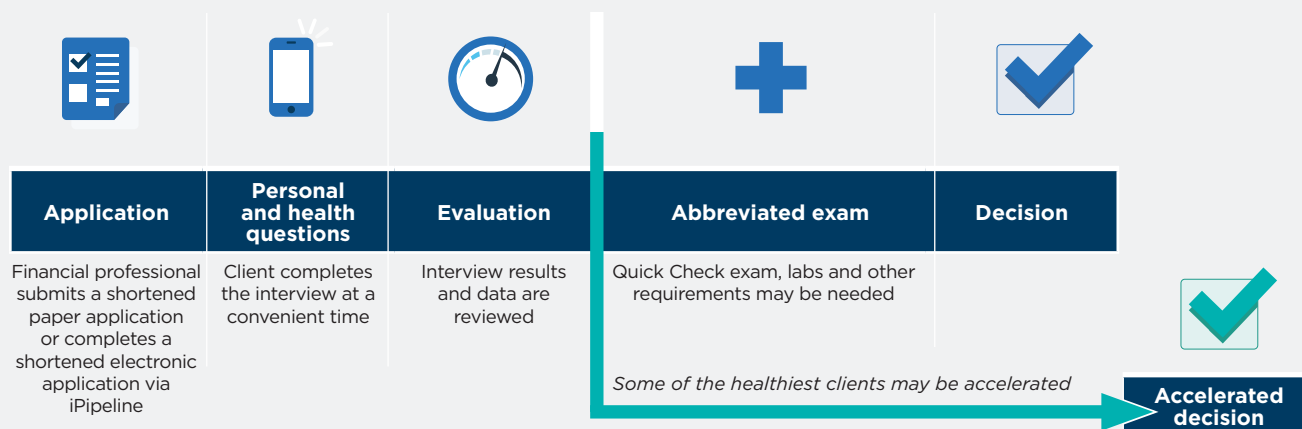 Application
Personal
and health
questions
Evaluation
Abbreviated exam
Decision
Financial professional
submits a shortened
paper application
or completes a
shortened electronic
application via
iPipeline
Client completes
the interview at a
convenient time
Interview results
and data are
reviewed
Quick Check exam, labs and other
requirements may be needed
Some of the healthiest clients may be accelerated
Accelerated
decision